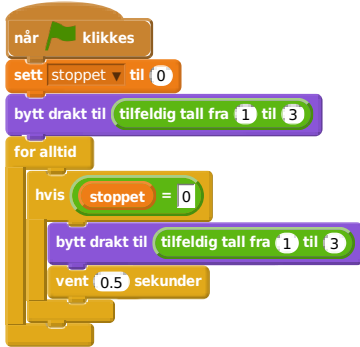 når klikkes
sett stoppet ▼ til 0
bytt drakt til tilfeldig tall fra 1 til 3
for alltid
hvis stoppet = 0
bytt drakt til tilfeldig tall fra 1 til 3
vent 0.5 sekunder